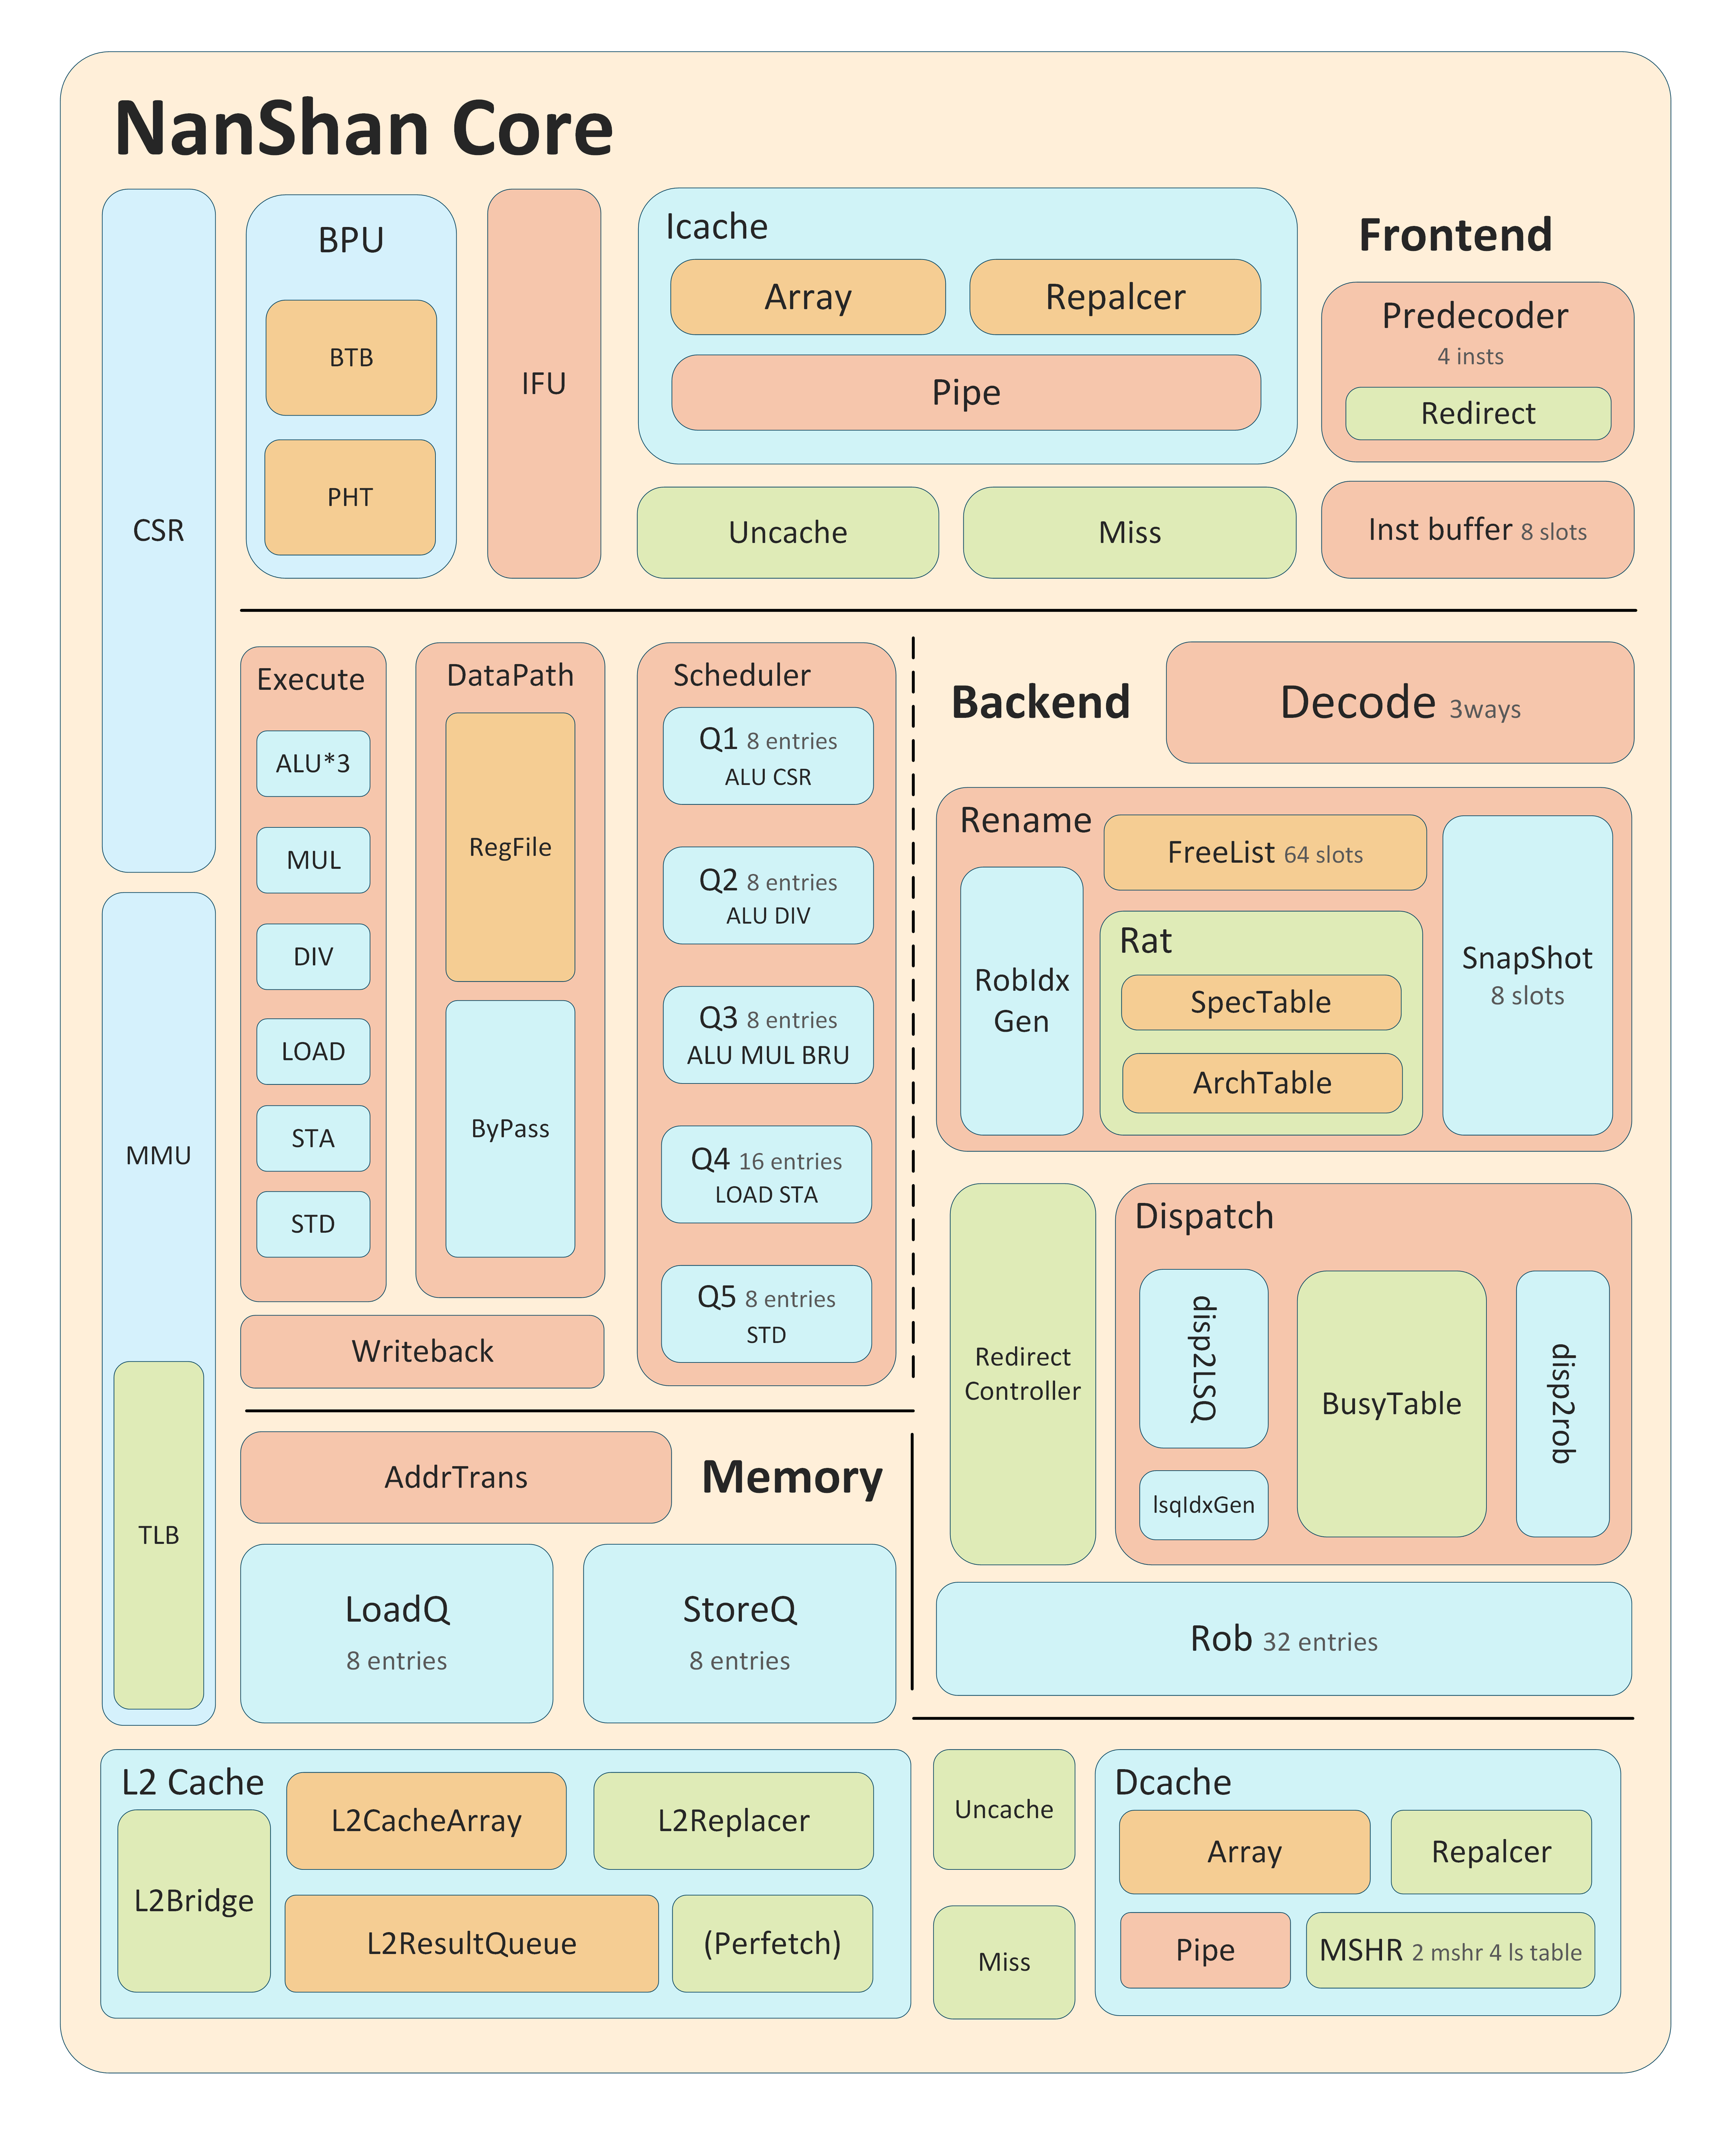 NanShan Core
CSR
BPU
BTB
PHT
IFU
Icache
Array
Repalcer
Pipe
Uncache
Miss
Frontend
Predecoder
4 insts
Redirect
Inst buffer 8 slots
Execute
ALU*3
MUL
DIV
LOAD
STA
STD
DataPath
RegFile
ByPass
Writeback
Scheduler
Q1 8 entries
ALU CSR
Q2 8 entries
ALU DIV
Q3 8 entries
ALU MUL BRU
Q4 16 entries
LOAD STA
Q5 8 entries
STD
Backend
Decode 3ways
Rename
RobIdx
Gen
FreeList 64 slots
Rat
SpecTable
ArchTable
SnapShot
8 slots
Redirect
Controller
Dispatch
disp2LSQ
lsqIdxGen
BusyTable
disp2rob
Rob 32 entries
MMU
TLB
AddrTrans
Memory
LoadQ
8 entries
StoreQ
8 entries
L2 Cache
L2Bridge
L2CacheArray
L2Replacer
L2ResultQueue
(Perfetch)
Uncache
Miss
Dcache
Array
Repalcer
Pipe
MSHR 2 mshr 4 ls table